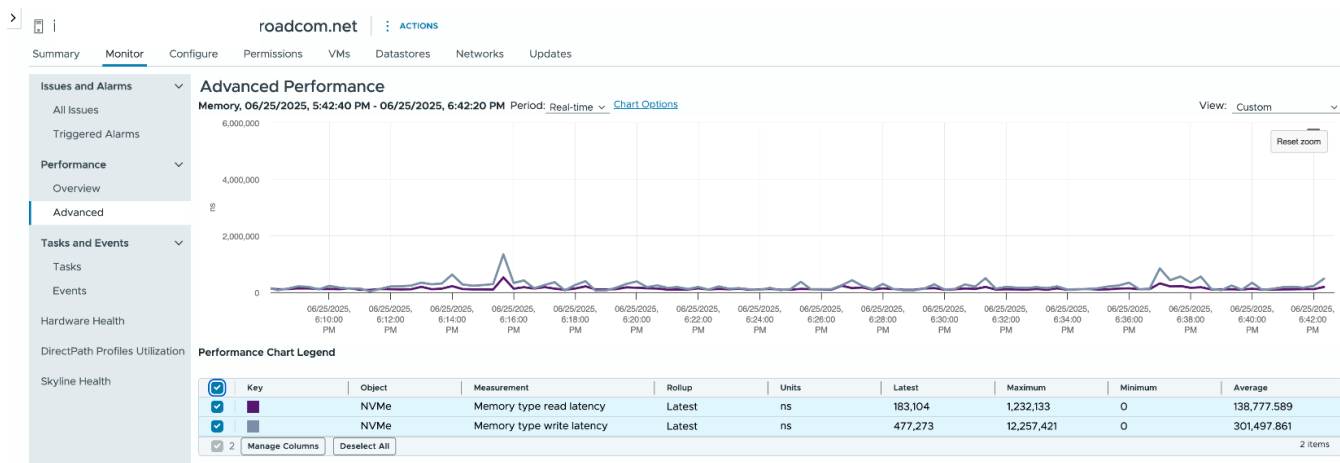 i roadcom.net ACTIONS
Summary Monitor Configure Permissions VMs Datastores Networks Updates
Issues and Alarms
All Issues
Triggered Alarms
Performance
Overview
Advanced
Tasks and Events
Tasks
Events
Hardware Health
DirectPath Profiles Utilization
Skyline Health
Advanced Performance
Memory, 06/25/2025, 5:42:40 PM - 06/25/2025, 6:42:20 PM Period: Real-time Chart Options View: Custom
Reset zoom
6,000,000
4,000,000
ns
2,000,000
0
06/25/2025, 06/25/2025, 06/25/2025, 06/25/2025, 06/25/2025, 06/25/2025, 06/25/2025, 06/25/2025, 06/25/2025, 06/25/2025, 06/25/2025, 06/25/2025, 06/25/2025, 06/25/2025, 06/25/2025, 06/25/2025, 06/25/2025,
6:10:00 6:12:00 6:14:00 6:16:00 6:18:00 6:20:00 6:22:00 6:24:00 6:26:00 6:28:00 6:30:00 6:32:00 6:34:00 6:36:00 6:38:00 6:40:00 6:42:00
PM PM PM PM PM PM PM PM PM PM PM PM PM PM PM PM PM
Performance Chart Legend
Key Object Measurement Rollup Units Latest Maximum Minimum Average
NVMe Memory type read latency Latest ns 183,104 1,232,133 0 138,777.589
NVMe Memory type write latency Latest ns 477,273 12,257,421 0 301,497.861
2 Manage Columns Deselect All 2 items